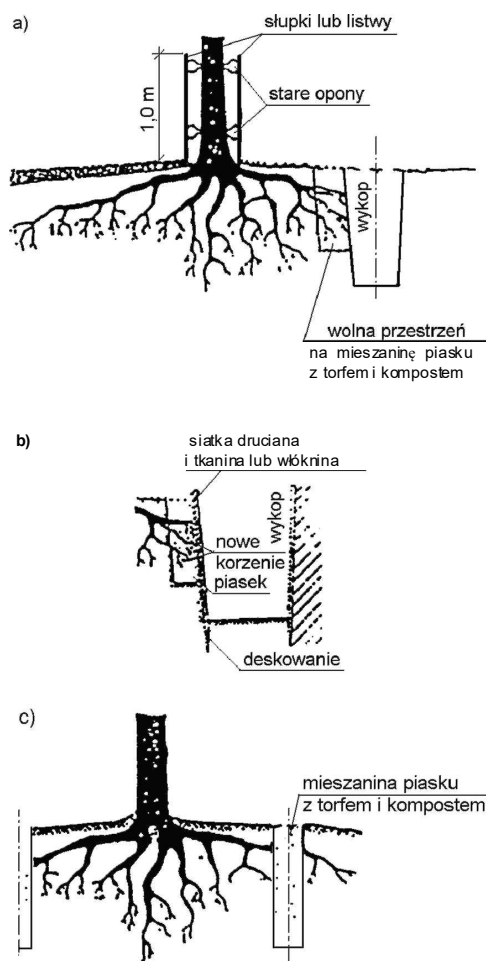 a)
słupki lub listwy
1,0 m
stare opony
wykop
wolna przestrzeń
na mieszaninę piasku
z torfem i kompostem
b)
siatka druciana
i tkanina lub włóknina
wykop
nowe
korzenie
piasek
deskowanie
c)
mieszanina piasku
z torfem i kompostem